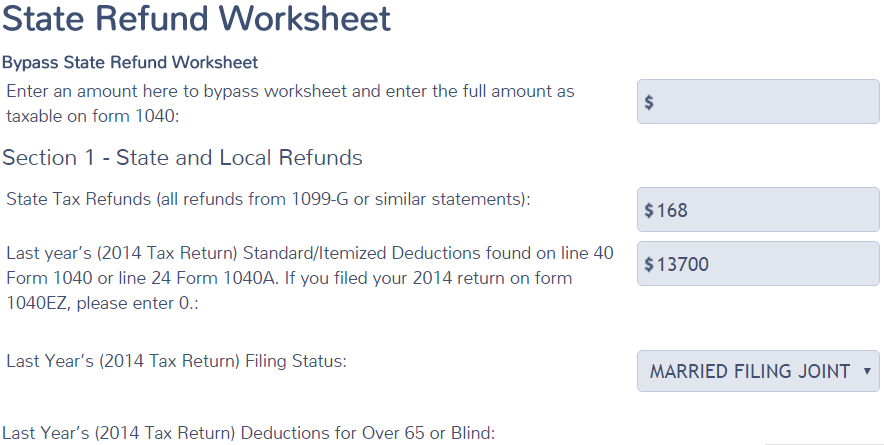 State Refund Worksheet
Bypass State Refund Worksheet
Enter an amount here to bypass worksheet and enter the full amount as
taxable on form 1040:
$
Section 1 - State and Local Refunds
State Tax Refunds (all refunds from 1099-G or similar statements):
$ 168
Last year's (2014 Tax Return) Standard/Itemized Deductions found on line 40
Form 1040 or line 24 Form 1040A. If you filed your 2014 return on form
1040EZ, please enter 0.:
$ 13700
Last Year's (2014 Tax Return) Filing Status:
MARRIED FILING JOINT
Last Year's (2014 Tax Return) Deductions for Over 65 or Blind: